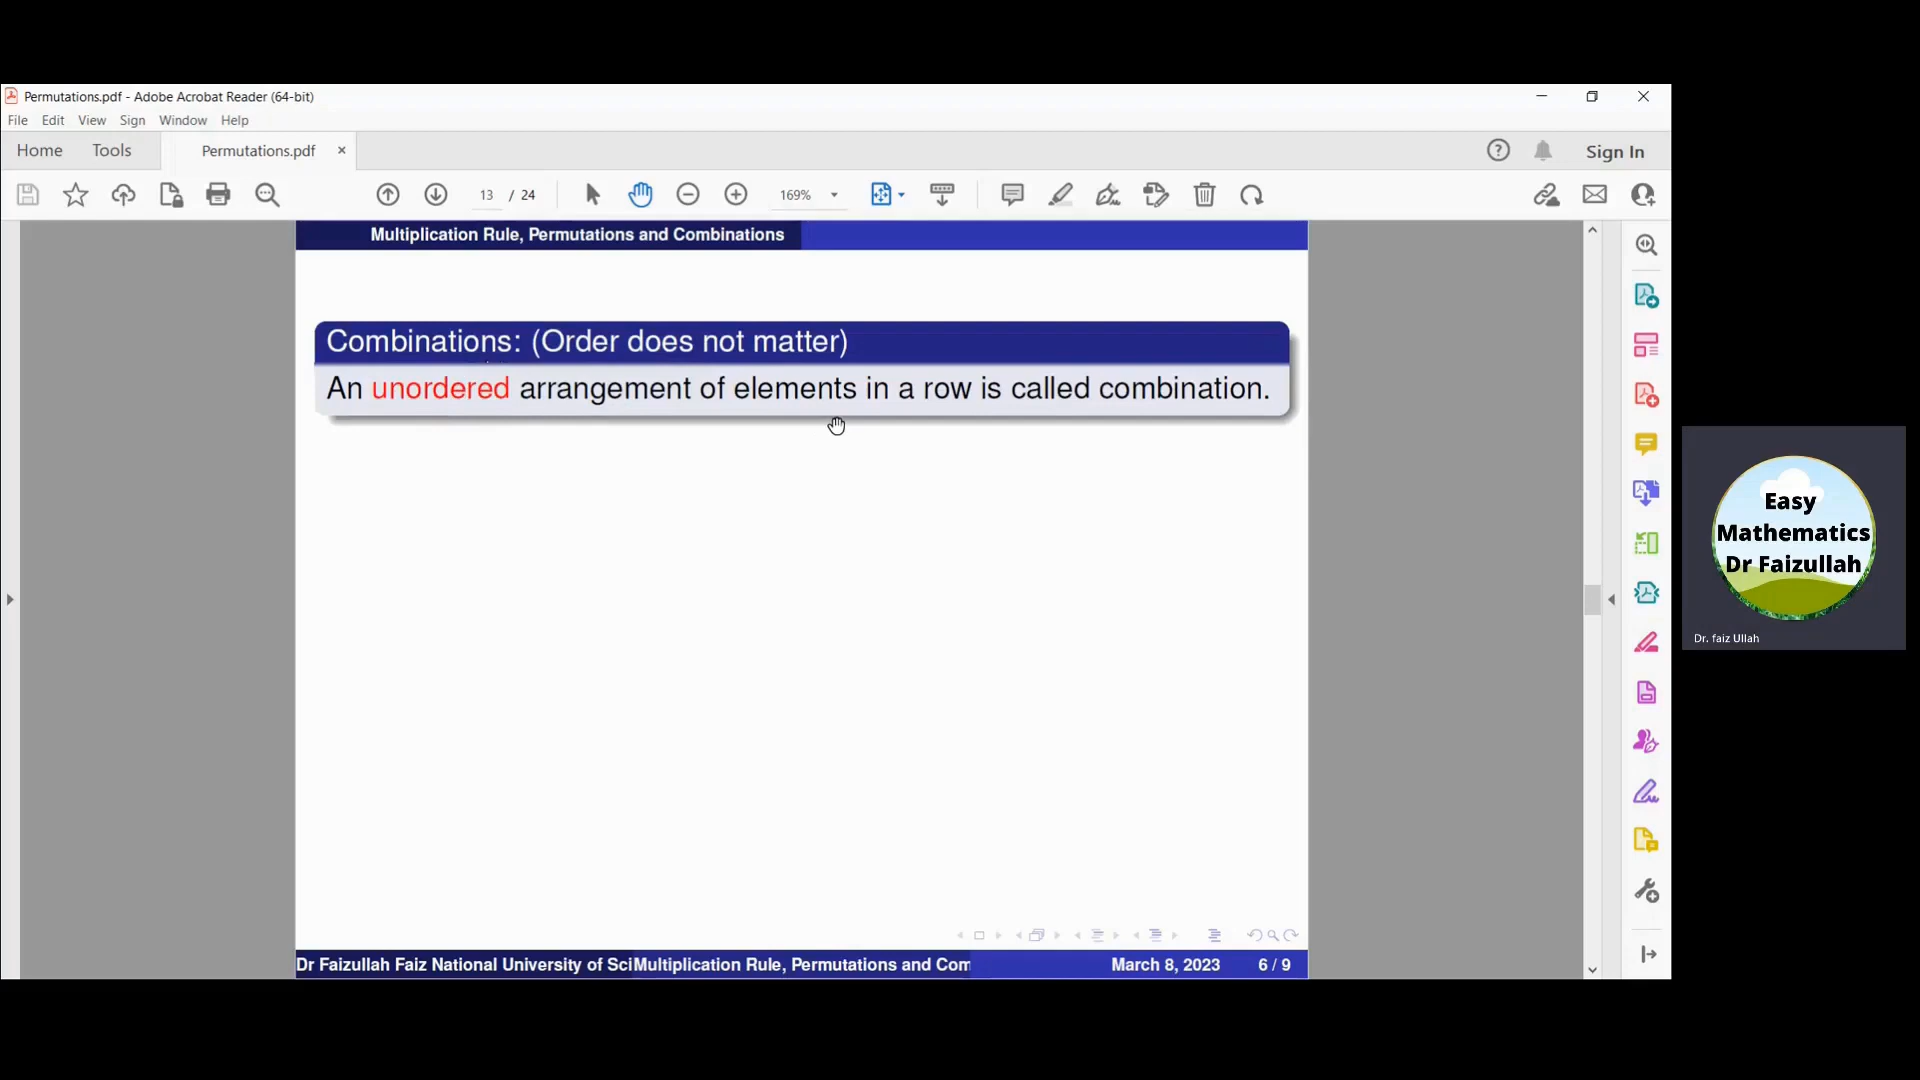 Permutations.pdf - Adobe Acrobat Reader (64-bit)
File Edit View Sign Window Help
Home Tools Permutations.pdf × Sign In
13 / 24 169%
Multiplication Rule, Permutations and Combinations
Combinations: (Order does not matter)
An unordered arrangement of elements in a row is called combination.
Easy
Mathematics
Dr Faizullah
Dr. faiz Ullah
Dr Faizullah Faiz National University of Sci Multiplication Rule, Permutations and Com March 8, 2023 6 / 9